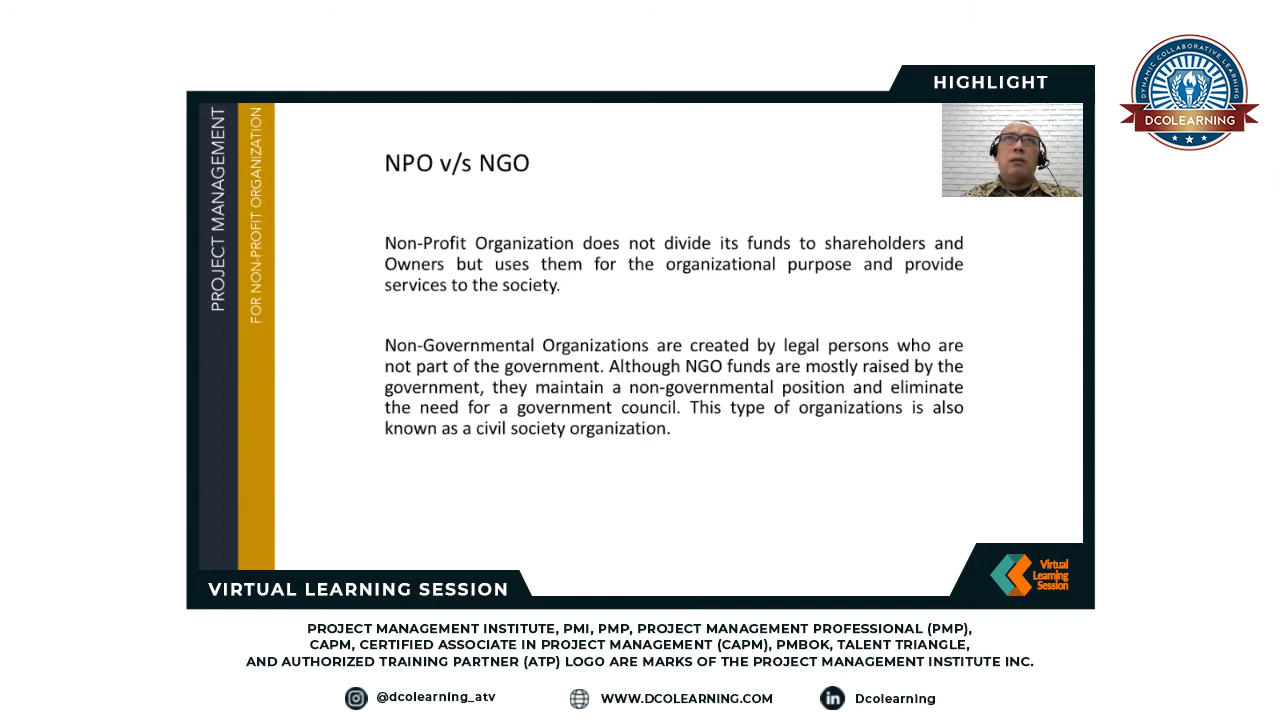 HIGHLIGHT
DYNAMIC COLLABORATIVE LEARNING
DCOLEARNING
PROJECT MANAGEMENT
FOR NON-PROFIT ORGANIZATION
NPO v/s NGO
Non-Profit Organization does not divide its funds to shareholders and
Owners but uses them for the organizational purpose and provide
services to the society.
Non-Governmental Organizations are created by legal persons who are
not part of the government. Although NGO funds are mostly raised by the
government, they maintain a non-governmental position and eliminate
the need for a government council. This type of organizations is also
known as a civil society organization.
VIRTUAL LEARNING SESSION
Virtual
Learning
Session
PROJECT MANAGEMENT INSTITUTE, PMI, PMP, PROJECT MANAGEMENT PROFESSIONAL (PMP),
CAPM, CERTIFIED ASSOCIATE IN PROJECT MANAGEMENT (CAPM), PMBOK, TALENT TRIANGLE,
AND AUTHORIZED TRAINING PARTNER (ATP) LOGO ARE MARKS OF THE PROJECT MANAGEMENT INSTITUTE INC.
@dcolearning_atv
WWW.DCOLEARNING.COM
in
Dcolearning